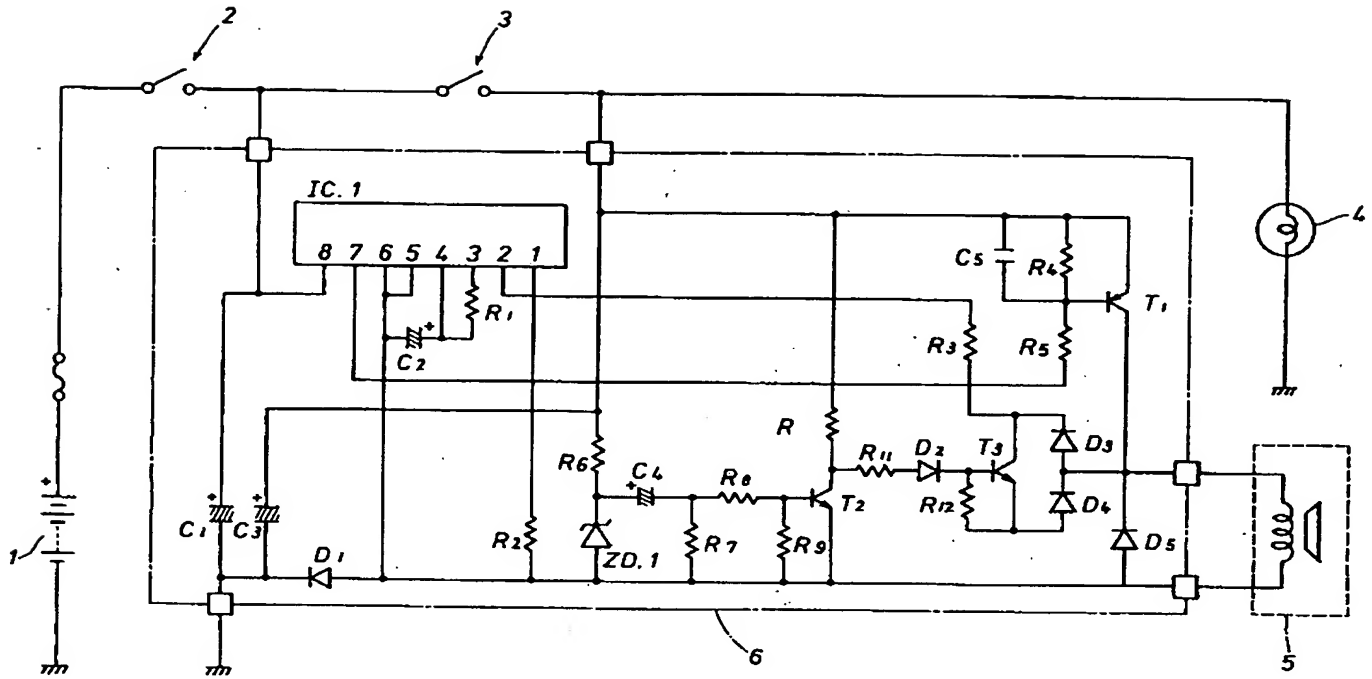 2
3
IC. 1
4
8 7 6 5 4 3 2 1
R1
+
C2
C5
R4
T1
R3
R5
R
R6
+
C4
R8
R11
D2
T3
D3
T2
R12
D4
+
+
+
C1
C3
D1
R2
ZD. 1
R7
R9
D5
1
6
5